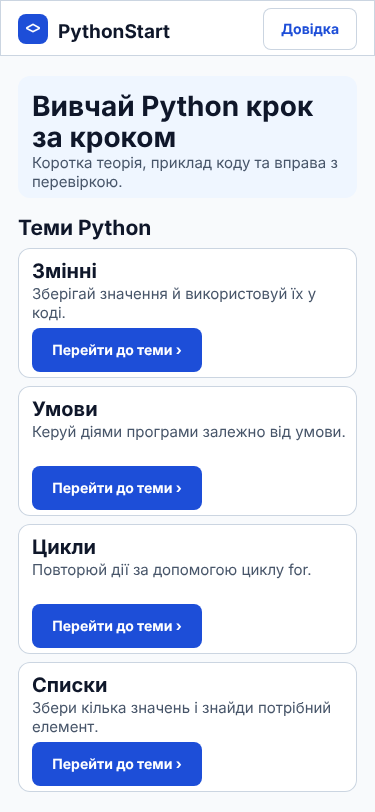 PythonStart
Довідка
Вивчай Python крок
за кроком
Коротка теорія, приклад коду та вправа з
перевіркою.
Теми Python
Змінні
Зберігай значення й використовуй їх у
коді.
Перейти до теми ›
Умови
Керуй діями програми залежно від умови.
Перейти до теми ›
Цикли
Повторюй дії за допомогою циклу for.
Перейти до теми ›
Списки
Збери кілька значень і знайди потрібний
елемент.
Перейти до теми ›